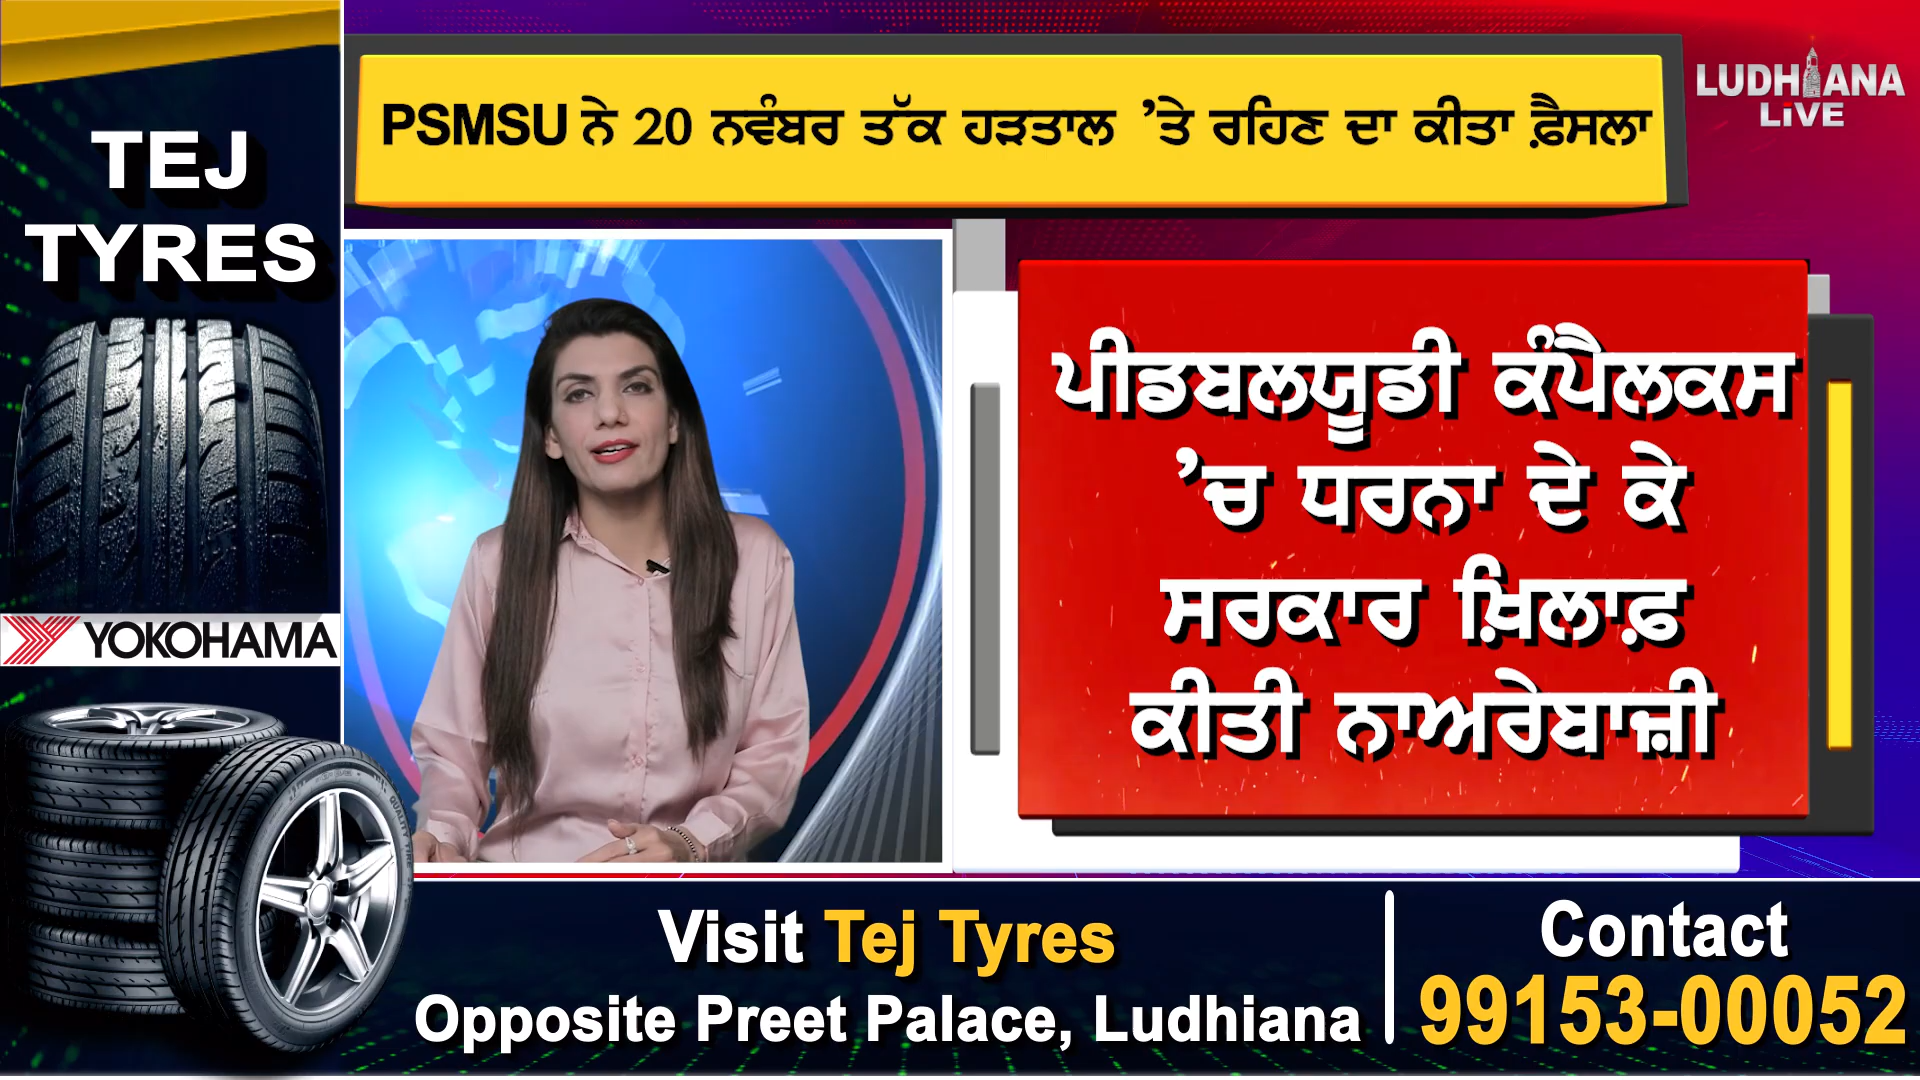 TEJ
TYRES
YOKOHAMA
PSMSU ਨੇ 20 ਨਵੰਬਰ ਤੱਕ ਹੜਤਾਲ ’ਤੇ ਰਹਿਣ ਦਾ ਕੀਤਾ ਫ਼ੈਸਲਾ
LUDHIANA
LiVE
ਪੀਡਬਲਯੂਡੀ ਕੰਪੈਲਕਸ
’ਚ ਧਰਨਾ ਦੇ ਕੇ
ਸਰਕਾਰ ਖ਼ਿਲਾਫ਼
ਕੀਤੀ ਨਾਅਰੇਬਾਜ਼ੀ
Visit Tej Tyres
Opposite Preet Palace, Ludhiana
Contact
99153-00052